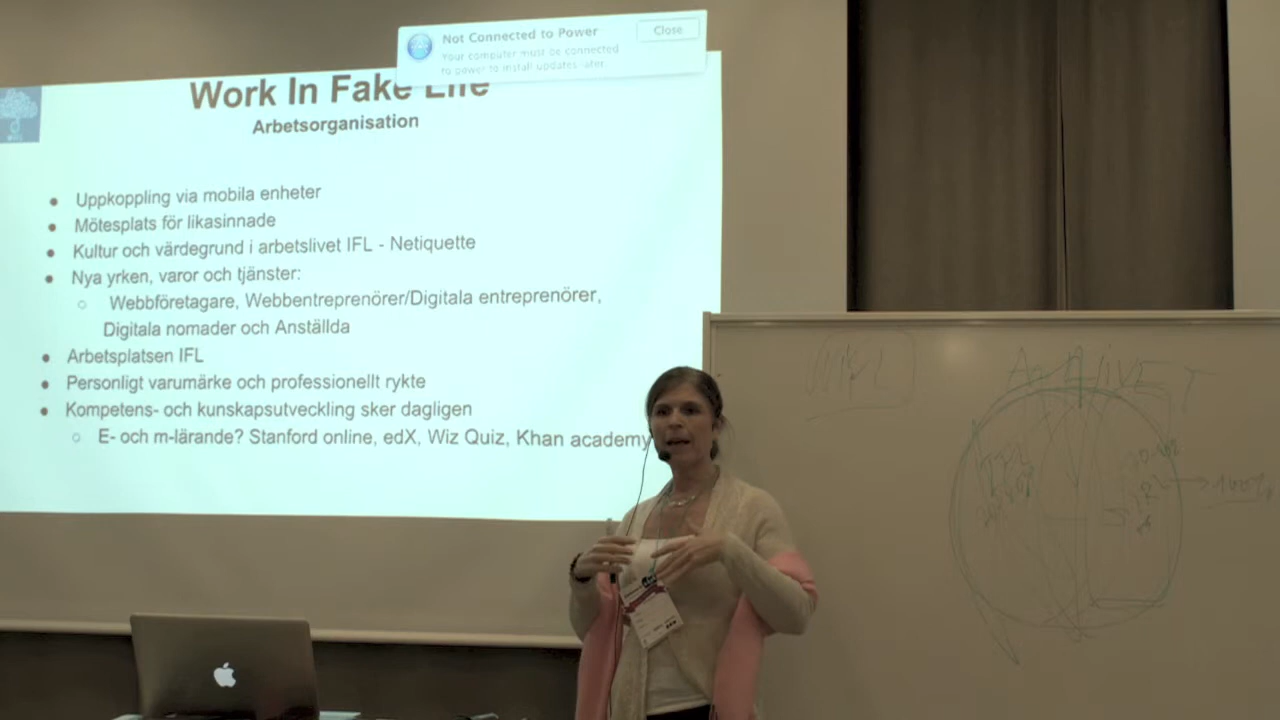 Not Connected to Power
Close
Your computer must be connected
to power to install updates later.
Work In Fake Life
Arbetsorganisation
● Uppkoppling via mobila enheter
● Mötesplats för likasinnade
● Kultur och värdegrund i arbetslivet IFL - Netiquette
● Nya yrken, varor och tjänster:
○ Webbföretagare, Webbentreprenörer/Digitala entreprenörer,
Digitala nomader och Anställda
● Arbetsplatsen IFL
● Personligt varumärke och professionellt rykte
● Kompetens- och kunskapsutveckling sker dagligen
○ E- och m-lärande? Stanford online, edX, Wiz Quiz, Khan academy